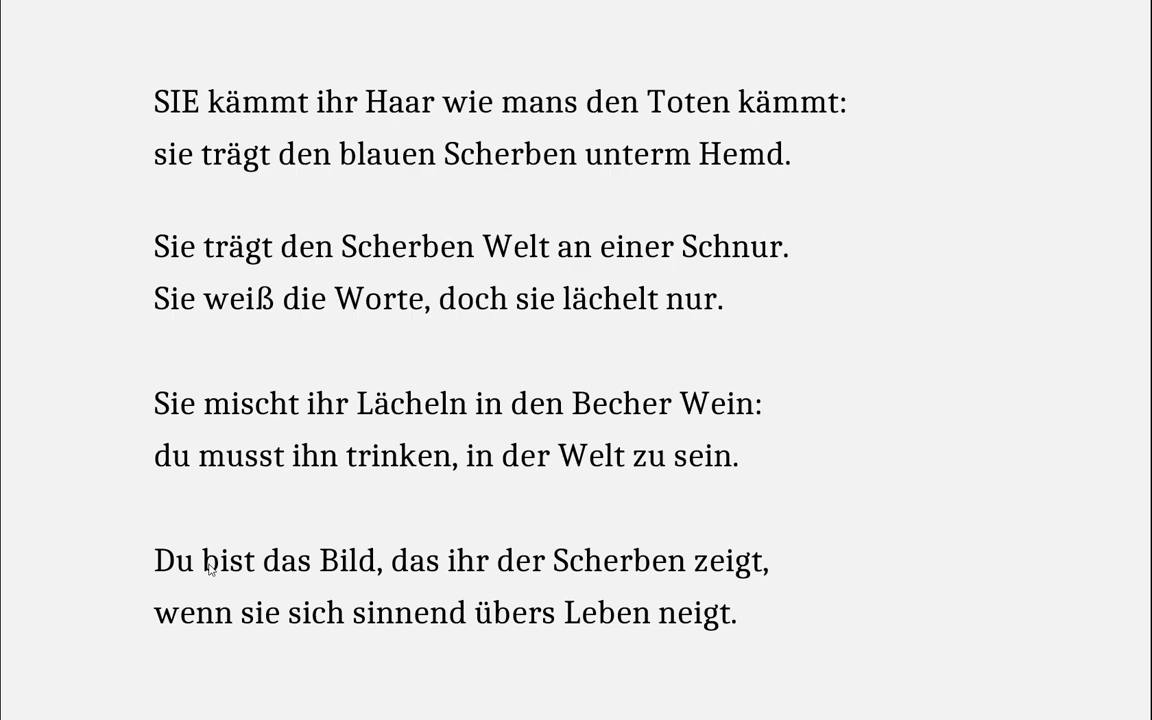 SIE kämmt ihr Haar wie mans den Toten kämmt:
sie trägt den blauen Scherben unterm Hemd.
Sie trägt den Scherben Welt an einer Schnur.
Sie weiß die Worte, doch sie lächelt nur.
Sie mischt ihr Lächeln in den Becher Wein:
du musst ihn trinken, in der Welt zu sein.
Du bist das Bild, das ihr der Scherben zeigt,
wenn sie sich sinnend übers Leben neigt.